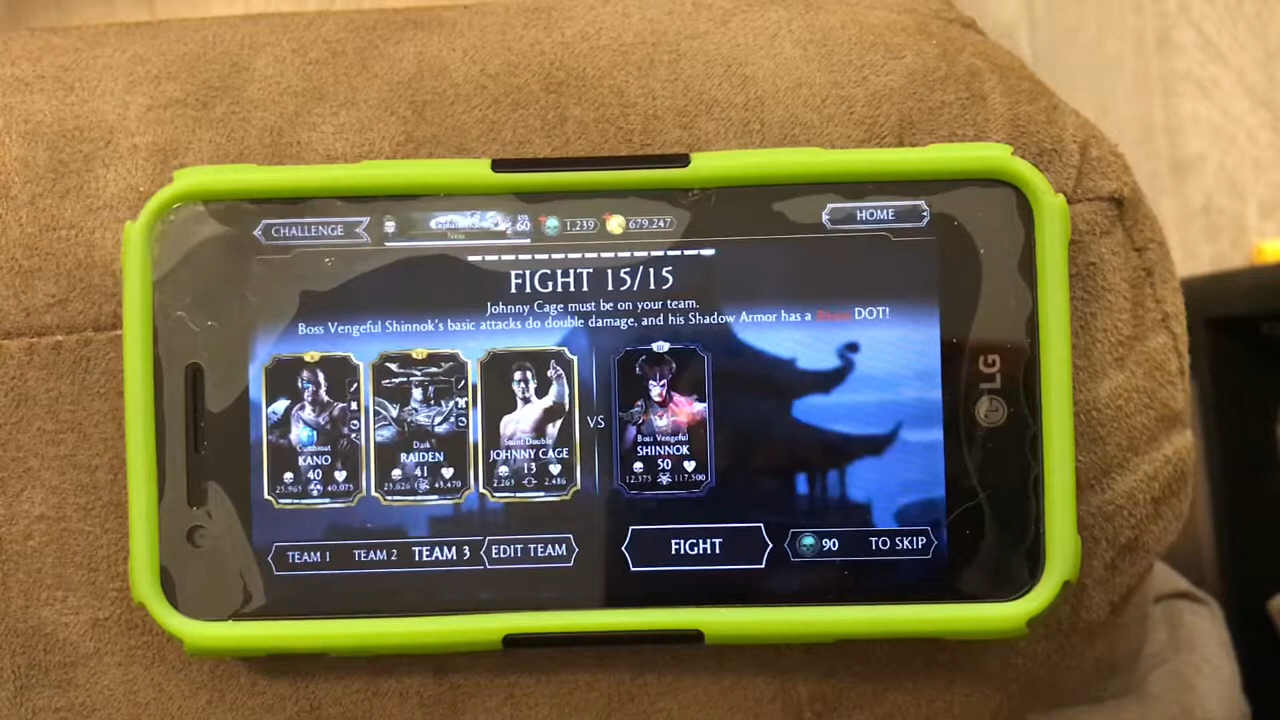 CHALLENGE
60
1,239
679,247
HOME
FIGHT 15/15
Johnny Cage must be on your team.
Boss Vengeful Shinnok's basic attacks do double damage, and his Shadow Armor has a DOT!
X
VI
III
Cutthroat
KANO
40
25,965 40,075
Dark
RAIDEN
41
23,626 43,470
Stunt Double
JOHNNY CAGE
13
2,263 2,486
VS
Boss Vengeful
SHINNOK
50
12,375 117,500
TEAM 1 TEAM 2 TEAM 3 EDIT TEAM
FIGHT
90 TO SKIP
LG